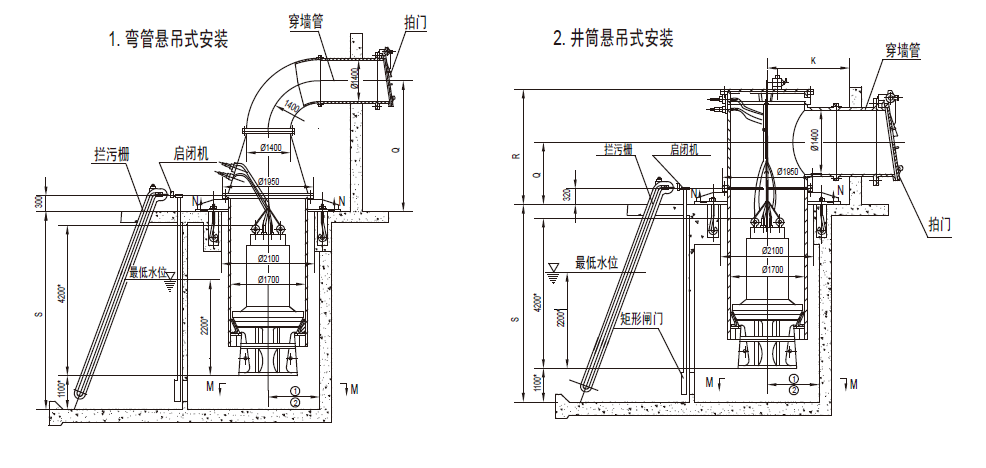 1. 弯管悬吊式安装
穿墙管
拍门
Ø1400
1400
Q
Ø1400
拦污栅
启闭机
Ø1950
N
N
300
最低水位
Ø2100
Ø1700
4200*
2200*
S
1100*
M
M
①
②
2. 井筒悬吊式安装
K
穿墙管
R
Q
Ø1400
拦污栅
启闭机
Ø1950
320
N
N
拍门
最低水位
Ø2100
Ø1700
4200*
2200*
S
矩形闸门
1100*
M
M
①
②